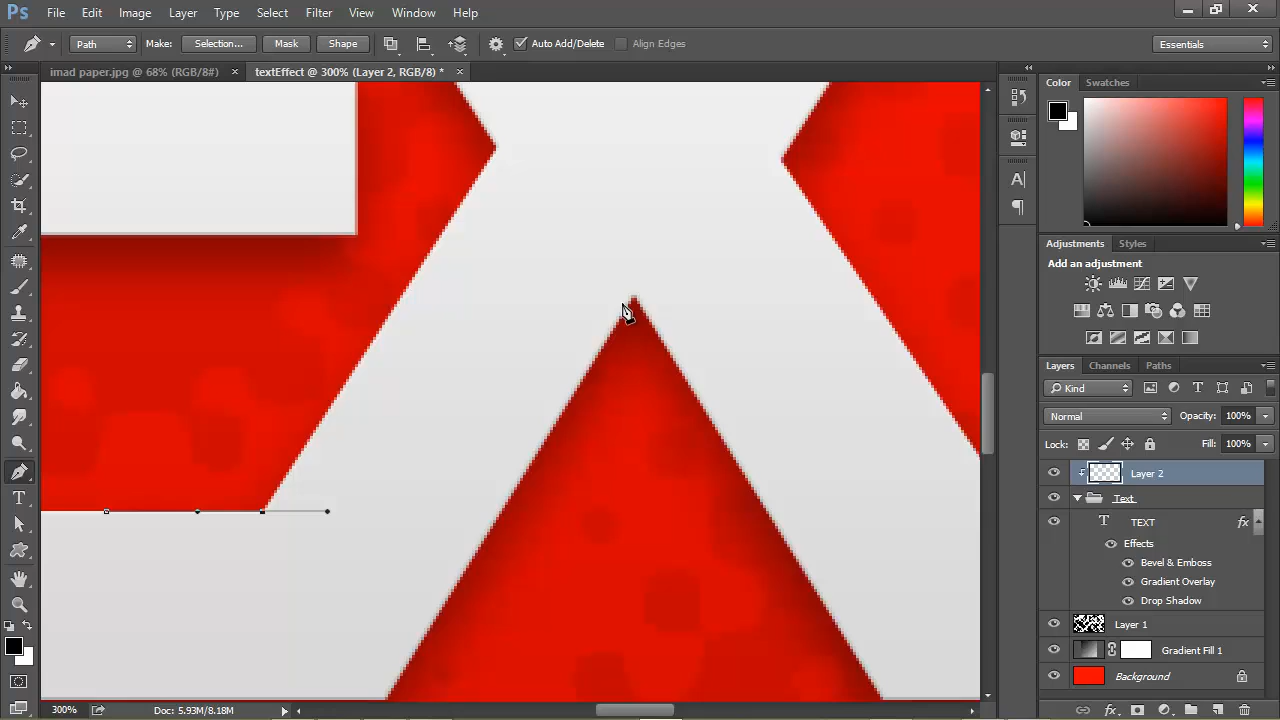 Ps File Edit Image Layer Type Select Filter View Window Help
Path Make: Selection... Mask Shape Auto Add/Delete Align Edges Essentials
imad paper.jpg @ 68% (RGB/8#) × textEffect @ 300% (Layer 2, RGB/8) * ×
Color Swatches
Adjustments Styles
Add an adjustment
Layers Channels Paths
Kind
Normal Opacity: 100%
Lock: Fill: 100%
Layer 2
Text
T TEXT fx
Effects
Bevel & Emboss
Gradient Overlay
Drop Shadow
Layer 1
Gradient Fill 1
Background
300% Doc: 5.93M/8.18M